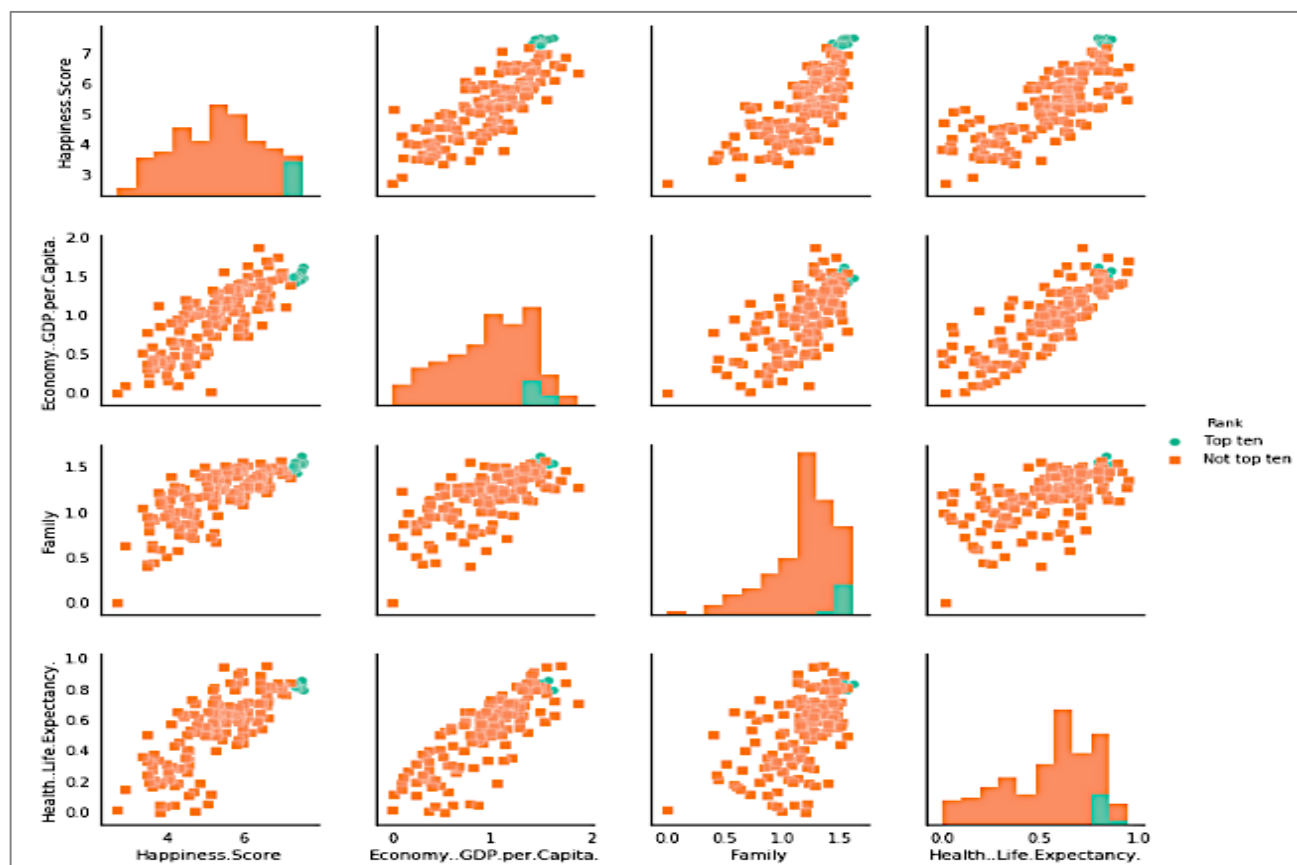 Happiness.Score
7
6
5
4
3
Economy..GDP.per.Capita.
2.0
1.5
1.0
0.5
0.0
Rank
Top ten
Not top ten
Family
1.5
1.0
0.5
0.0
Health..Life.Expectancy.
1.0
0.8
0.6
0.4
0.2
0.0
4 6
0 1 2
0.0 0.5 1.0 1.5
0.0 0.5 1.0
Happiness.Score
Economy..GDP.per.Capita.
Family
Health..Life.Expectancy.